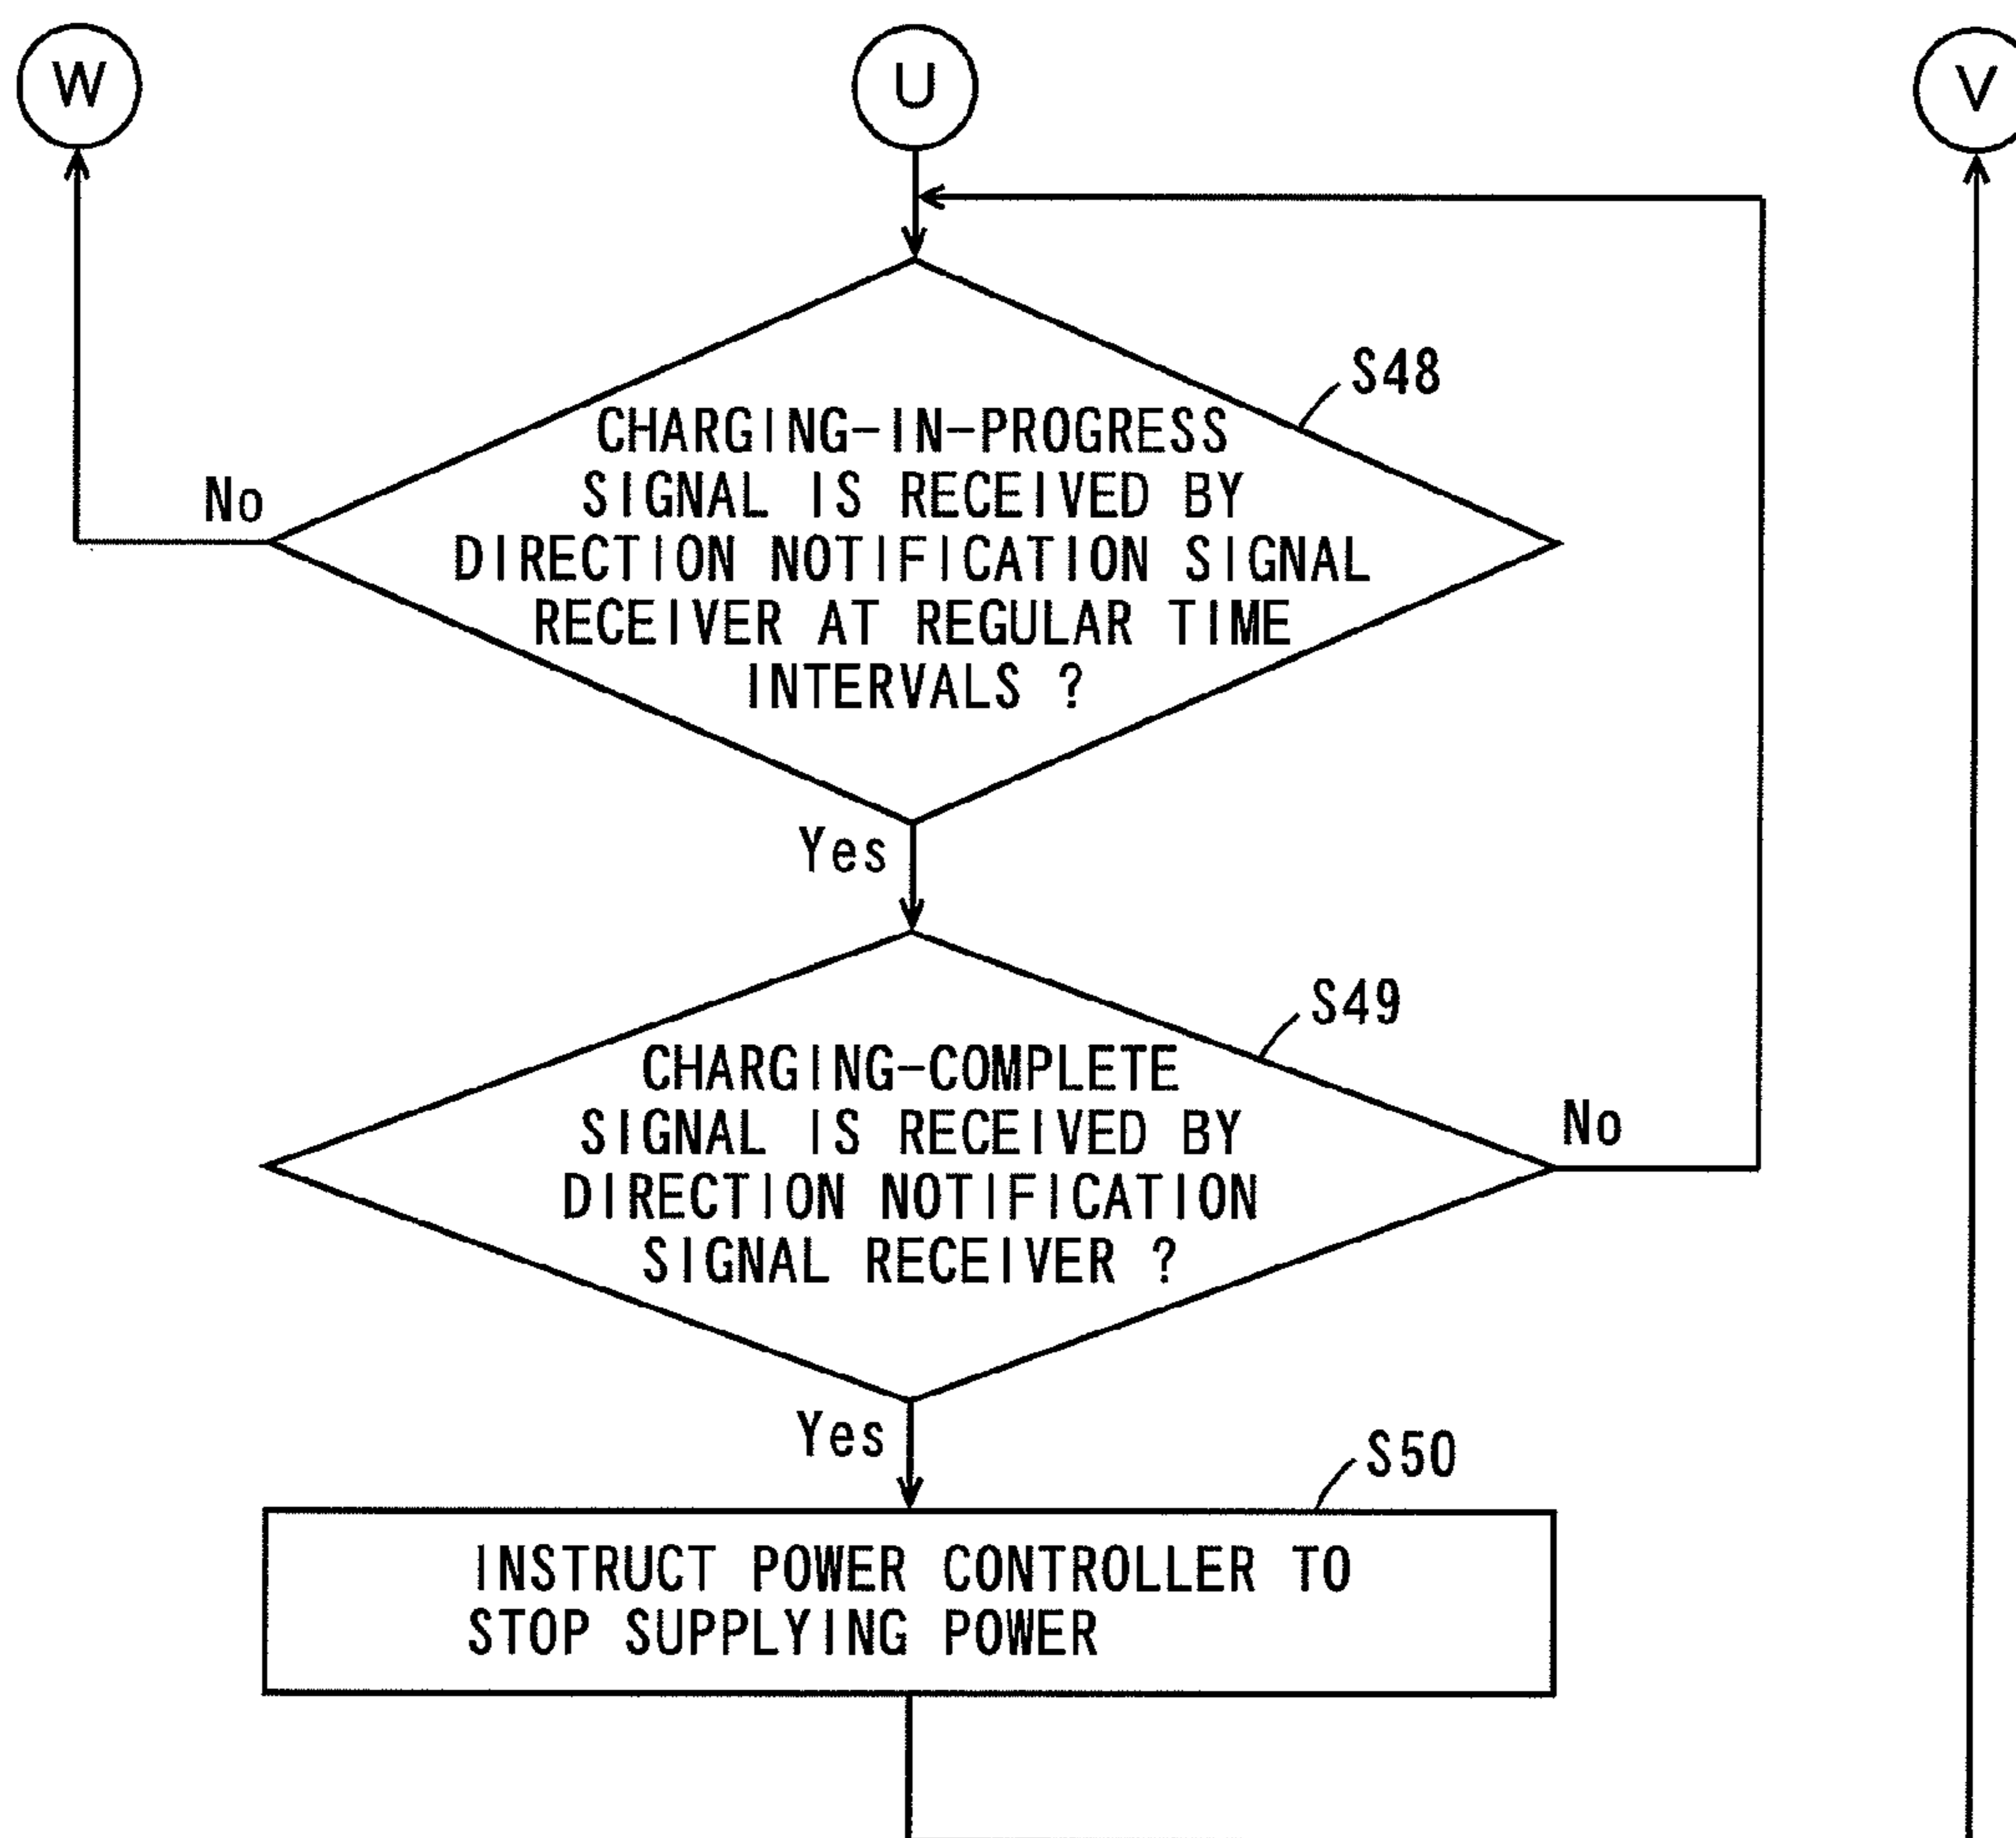 W
U
V
S48
CHARGING-IN-PROGRESS
SIGNAL IS RECEIVED BY
DIRECTION NOTIFICATION SIGNAL
RECEIVER AT REGULAR TIME
INTERVALS ?
No
Yes
S49
CHARGING-COMPLETE
SIGNAL IS RECEIVED BY
DIRECTION NOTIFICATION
SIGNAL RECEIVER ?
No
Yes
S50
INSTRUCT POWER CONTROLLER TO
STOP SUPPLYING POWER